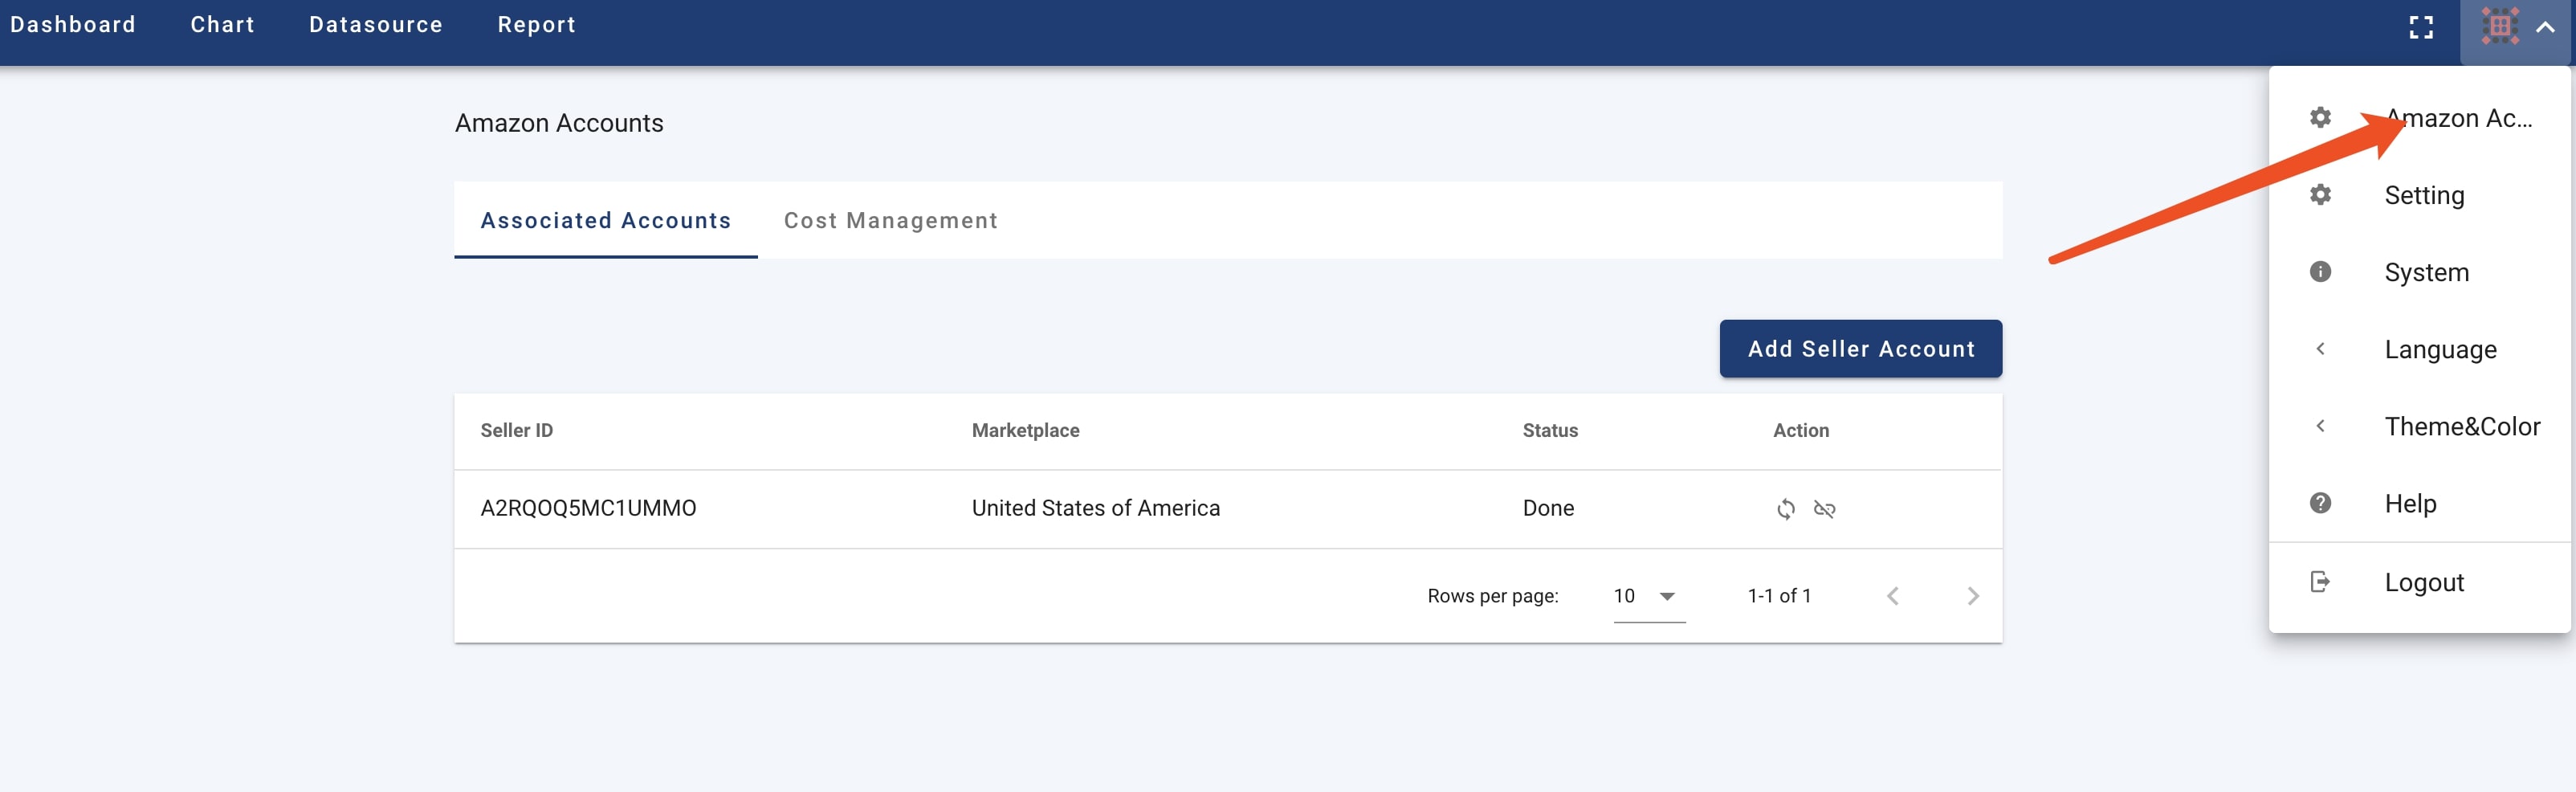 Dashboard Chart Datasource Report
Amazon Accounts
Associated Accounts Cost Management
Add Seller Account
Seller ID Marketplace Status Action
A2RQOQ5MC1UMMO United States of America Done
Rows per page: 10 1-1 of 1
Amazon Ac...
Setting
System
Language
Theme&Color
Help
Logout